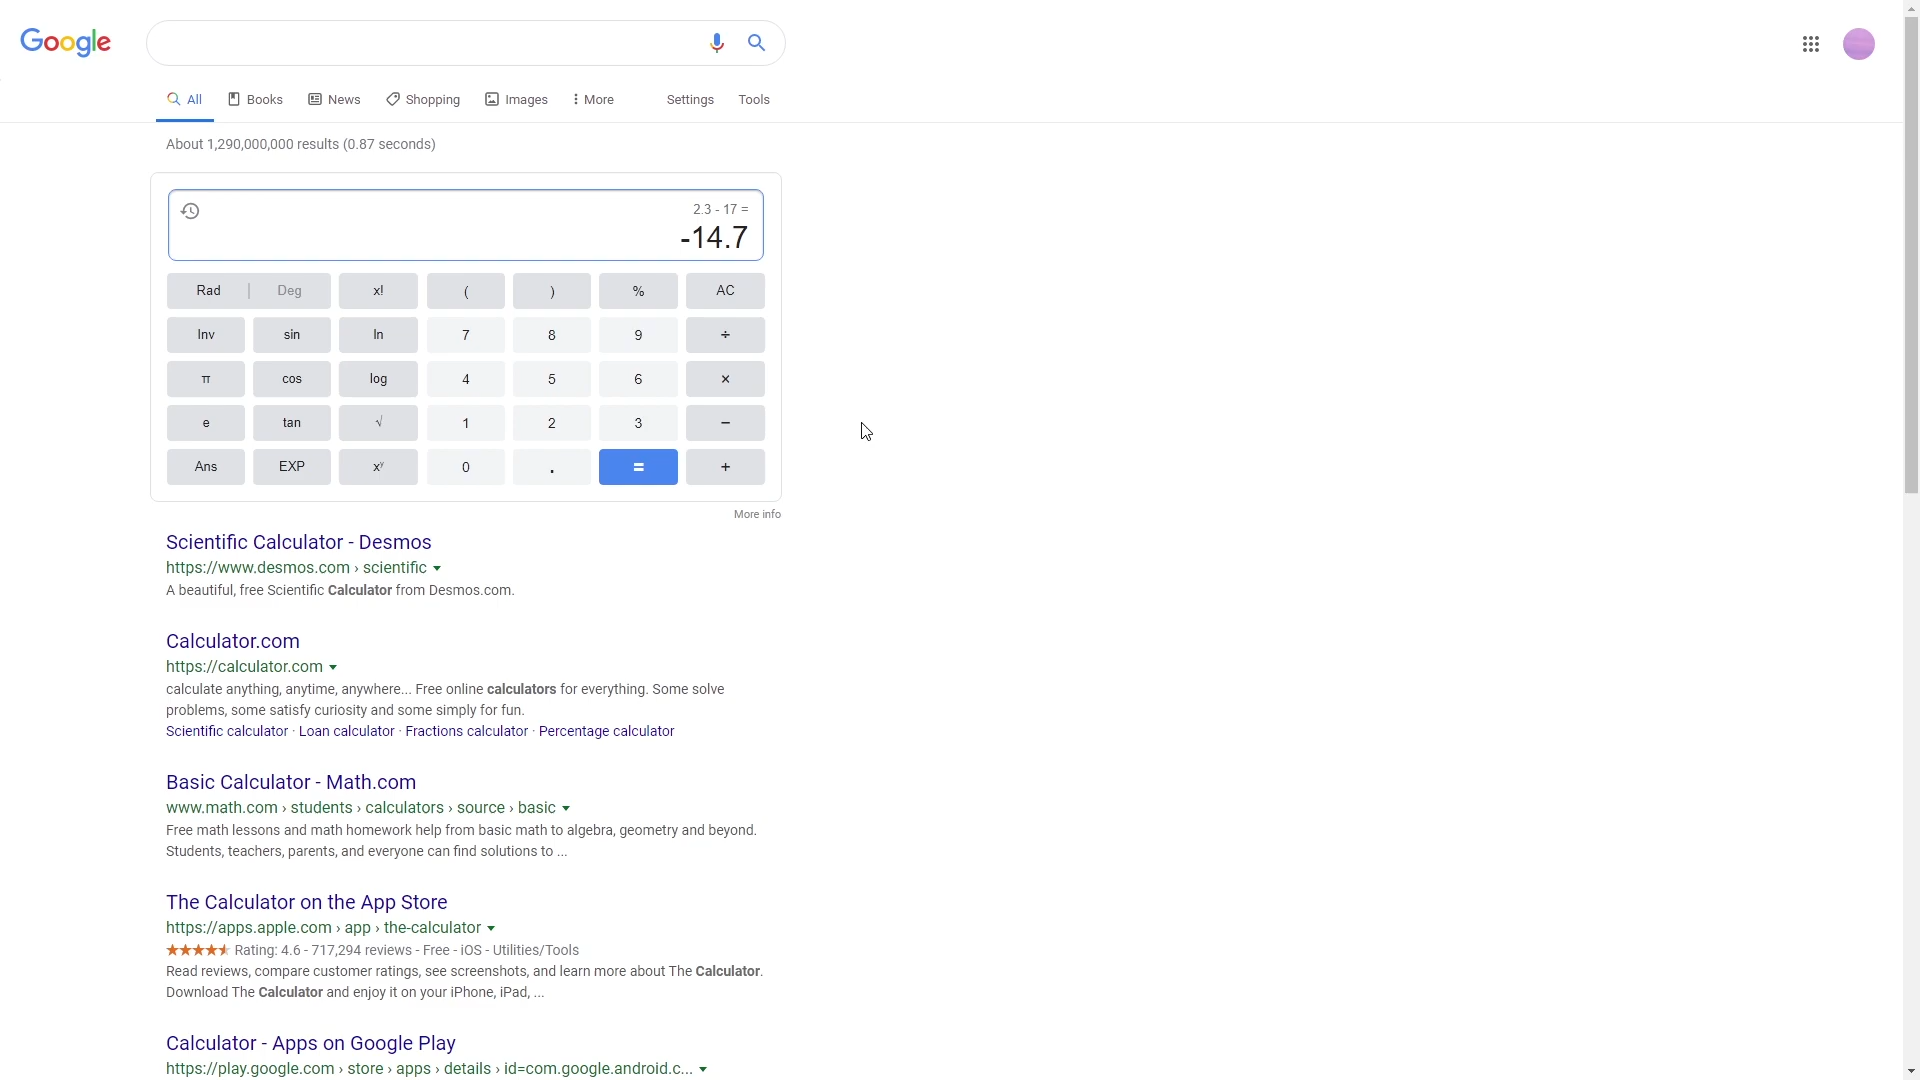 Google
All Books News Shopping Images More Settings Tools
About 1,290,000,000 results (0.87 seconds)
2.3 - 17 =
-14.7
Rad | Deg x! ( ) % AC
Inv sin ln 7 8 9 ÷
π cos log 4 5 6 ×
e tan √ 1 2 3 −
Ans EXP xʸ 0 . = +
More info
Scientific Calculator - Desmos
https://www.desmos.com › scientific
A beautiful, free Scientific Calculator from Desmos.com.
Calculator.com
https://calculator.com
calculate anything, anytime, anywhere... Free online calculators for everything. Some solve
problems, some satisfy curiosity and some simply for fun.
Scientific calculator · Loan calculator · Fractions calculator · Percentage calculator
Basic Calculator - Math.com
www.math.com › students › calculators › source › basic
Free math lessons and math homework help from basic math to algebra, geometry and beyond.
Students, teachers, parents, and everyone can find solutions to ...
The Calculator on the App Store
https://apps.apple.com › app › the-calculator
Rating: 4.6 - 717,294 reviews - Free - iOS - Utilities/Tools
Read reviews, compare customer ratings, see screenshots, and learn more about The Calculator.
Download The Calculator and enjoy it on your iPhone, iPad, ...
Calculator - Apps on Google Play
https://play.google.com › store › apps › details › id=com.google.android.c...